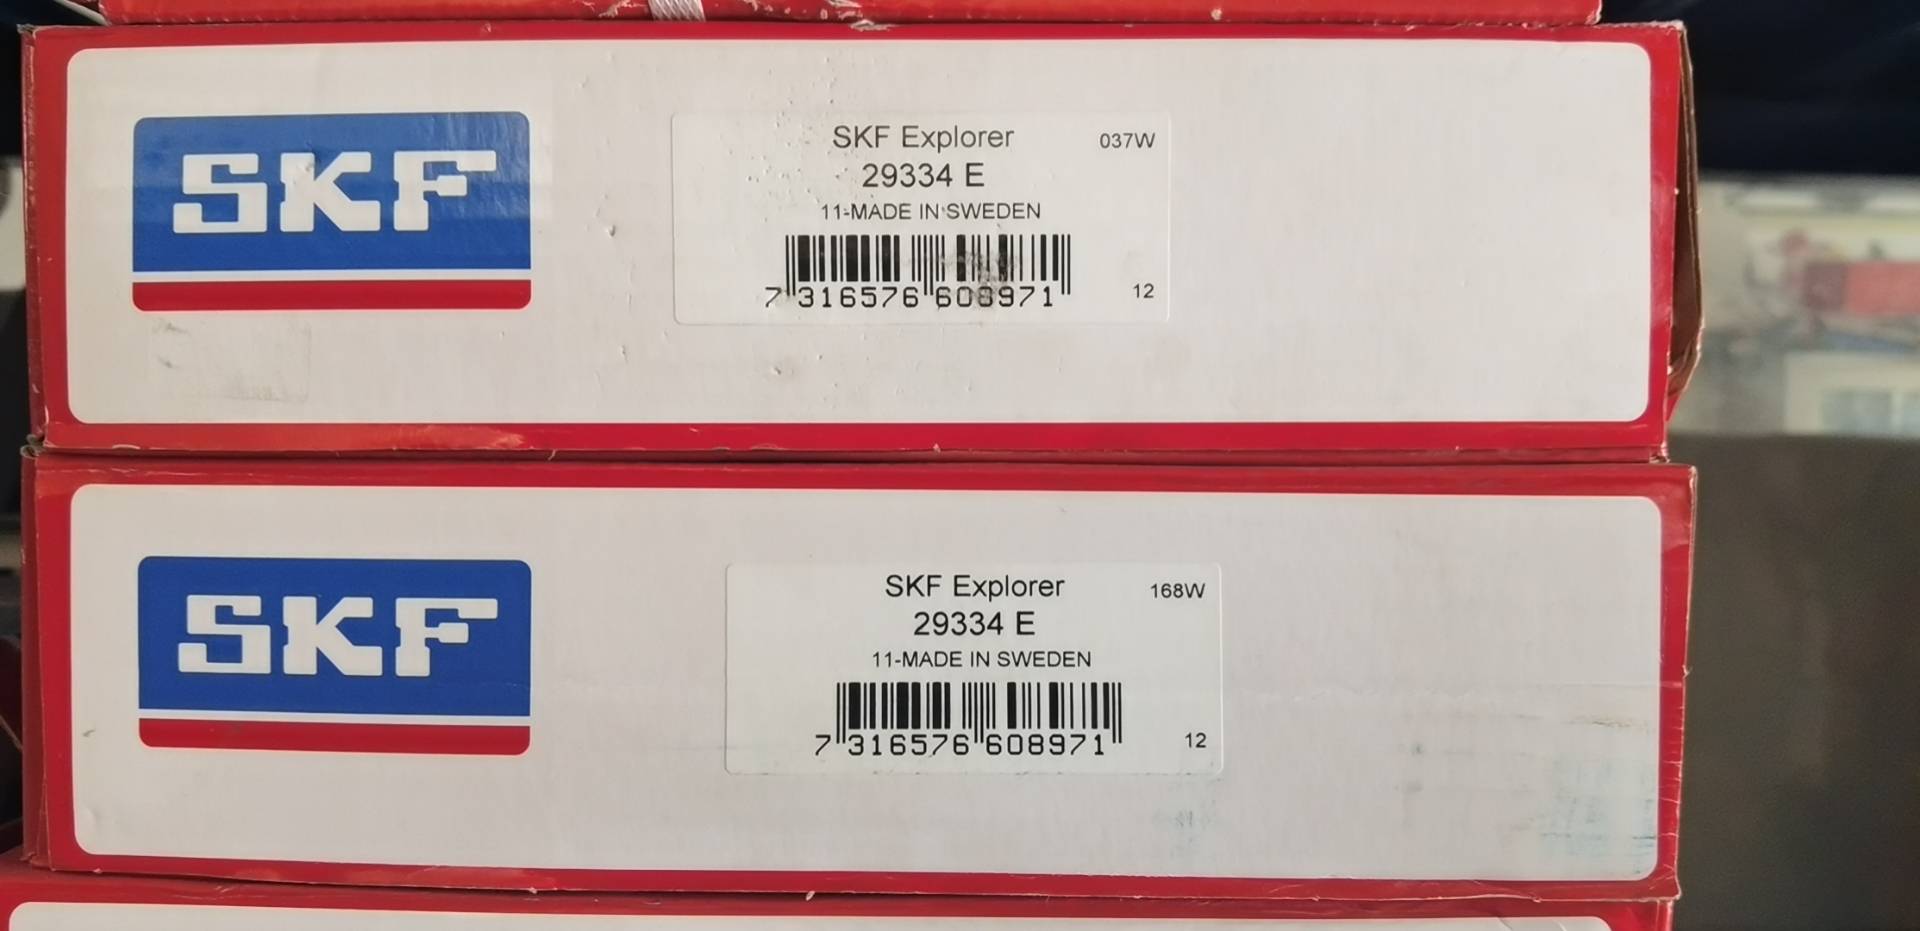 SKF
SKF Explorer 037W
29334 E
11-MADE IN SWEDEN
7 316576 608971 12
SKF
SKF Explorer 168W
29334 E
11-MADE IN SWEDEN
7 316576 608971 12